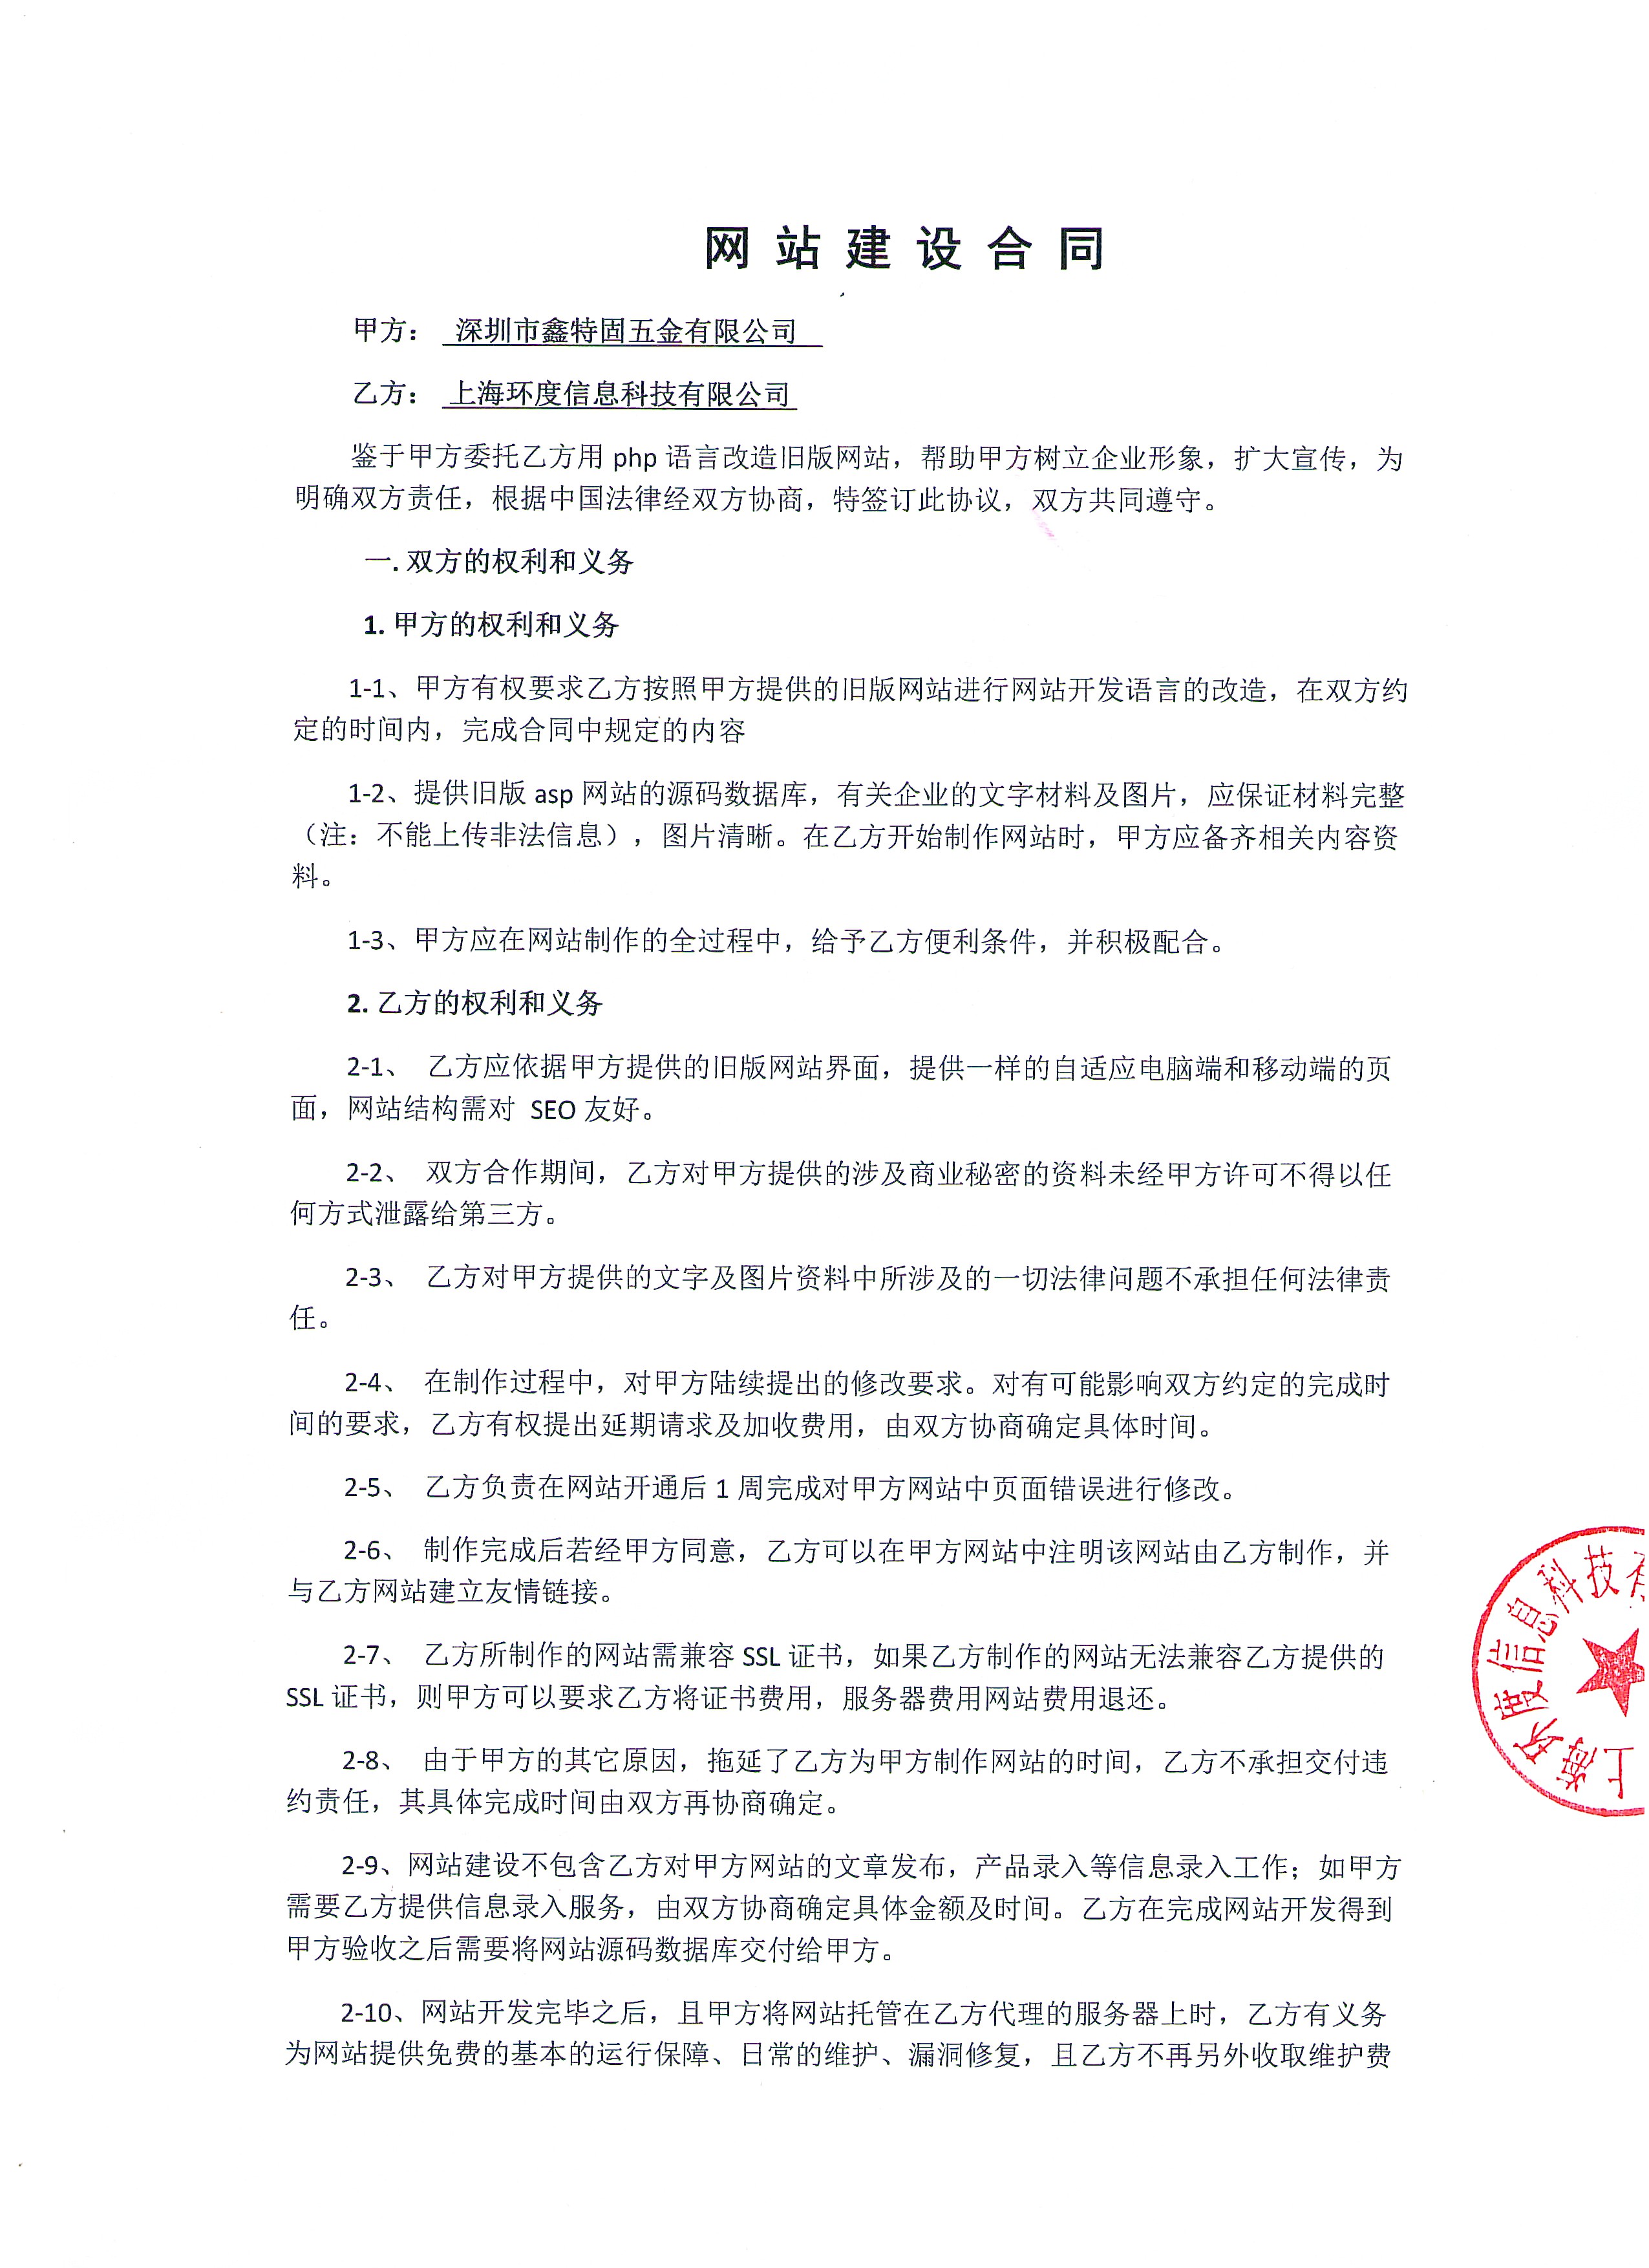 网站建设合同
甲方： 深圳市鑫特固五金有限公司
乙方： 上海环度信息科技有限公司
鉴于甲方委托乙方用 php 语言改造旧版网站，帮助甲方树立企业形象，扩大宣传，为
明确双方责任，根据中国法律经双方协商，特签订此协议，双方共同遵守。
一. 双方的权利和义务
1. 甲方的权利和义务
1-1、甲方有权要求乙方按照甲方提供的旧版网站进行网站开发语言的改造，在双方约
定的时间内，完成合同中规定的内容
1-2、提供旧版 asp 网站的源码数据库，有关企业的文字材料及图片，应保证材料完整
（注：不能上传非法信息），图片清晰。在乙方开始制作网站时，甲方应备齐相关内容资
料。
1-3、甲方应在网站制作的全过程中，给予乙方便利条件，并积极配合。
2. 乙方的权利和义务
2-1、 乙方应依据甲方提供的旧版网站界面，提供一样的自适应电脑端和移动端的页
面，网站结构需对 SEO 友好。
2-2、 双方合作期间，乙方对甲方提供的涉及商业秘密的资料未经甲方许可不得以任
何方式泄露给第三方。
2-3、 乙方对甲方提供的文字及图片资料中所涉及的一切法律问题不承担任何法律责
任。
2-4、 在制作过程中，对甲方陆续提出的修改要求。对有可能影响双方约定的完成时
间的要求，乙方有权提出延期请求及加收费用，由双方协商确定具体时间。
2-5、 乙方负责在网站开通后 1 周完成对甲方网站中页面错误进行修改。
2-6、 制作完成后若经甲方同意，乙方可以在甲方网站中注明该网站由乙方制作，并
与乙方网站建立友情链接。
2-7、 乙方所制作的网站需兼容 SSL 证书，如果乙方制作的网站无法兼容乙方提供的
SSL 证书，则甲方可以要求乙方将证书费用，服务器费用网站费用退还。
2-8、 由于甲方的其它原因，拖延了乙方为甲方制作网站的时间，乙方不承担交付违
约责任，其具体完成时间由双方再协商确定。
2-9、网站建设不包含乙方对甲方网站的文章发布，产品录入等信息录入工作；如甲方
需要乙方提供信息录入服务，由双方协商确定具体金额及时间。乙方在完成网站开发得到
甲方验收之后需要将网站源码数据库交付给甲方。
2-10、网站开发完毕之后，且甲方将网站托管在乙方代理的服务器上时，乙方有义务
为网站提供免费的基本的运行保障、日常的维护、漏洞修复，且乙方不再另外收取维护费
上海环度信息科技有